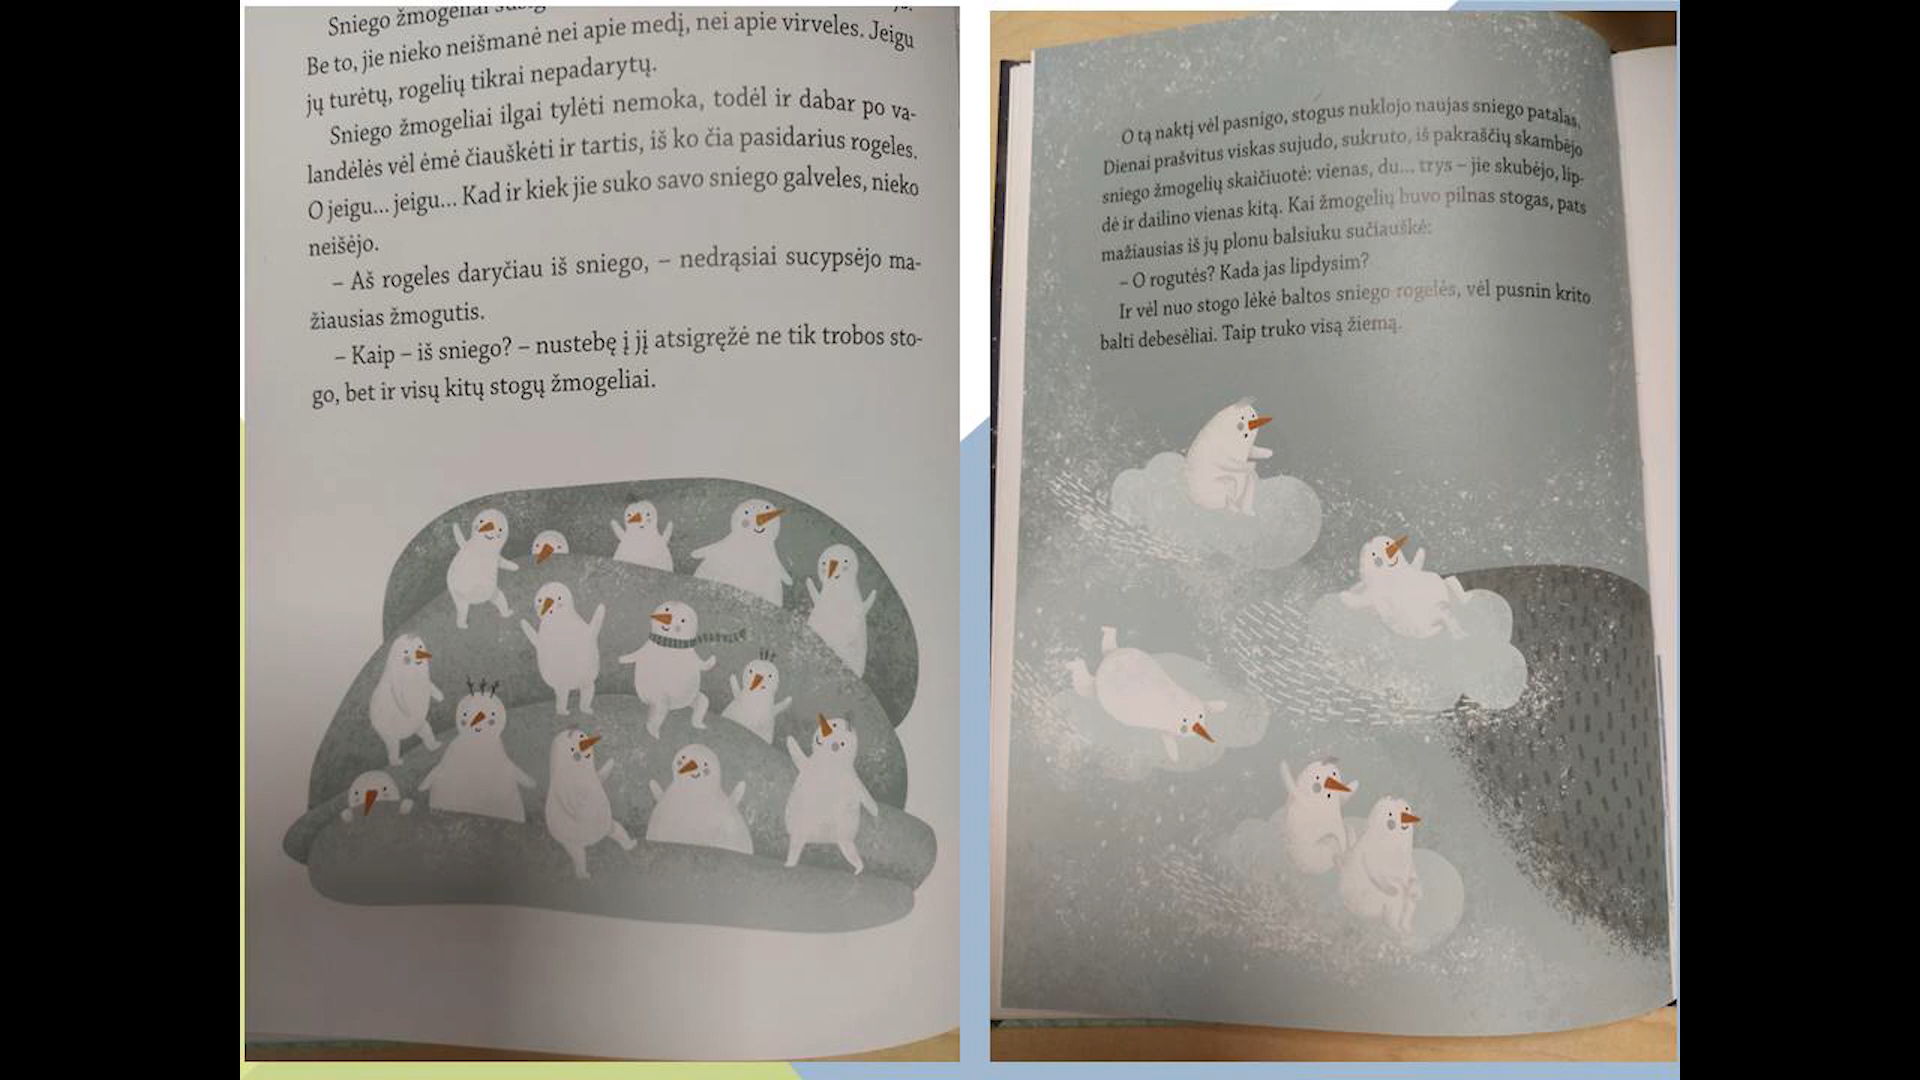 Sniego žmogeliai
Be to, jie nieko neišmanė nei apie medį, nei apie virveles. Jeigu
jų turėtų, rogelių tikrai nepadarytų.
Sniego žmogeliai ilgai tylėti nemoka, todėl ir dabar po va-
landėlės vėl ėmė čiauškėti ir tartis, iš ko čia pasidarius rogeles.
O jeigu... jeigu... Kad ir kiek jie suko savo sniego galveles, nieko
neišėjo.
– Aš rogeles daryčiau iš sniego, – nedrąsiai sucypsėjo ma-
žiausias žmogutis.
– Kaip – iš sniego? – nustebę į jį atsigręžė ne tik trobos sto-
go, bet ir visų kitų stogų žmogeliai.
O tą naktį vėl pasnigo, stogus nuklojo naujas sniego patalas.
Dienai prašvitus viskas sujudo, sukruto, iš pakraščių skambėjo
sniego žmogelių skaičiuotė: vienas, du... trys – jie skubėjo, lip-
dė ir dailino vienas kitą. Kai žmogelių buvo pilnas stogas, pats
mažiausias iš jų plonu balsiuku sučiauškė:
– O rogutės? Kada jas lipdysim?
Ir vėl nuo stogo lėkė baltos sniego rogelės, vėl pusnin krito
balti debesėliai. Taip truko visą žiemą.